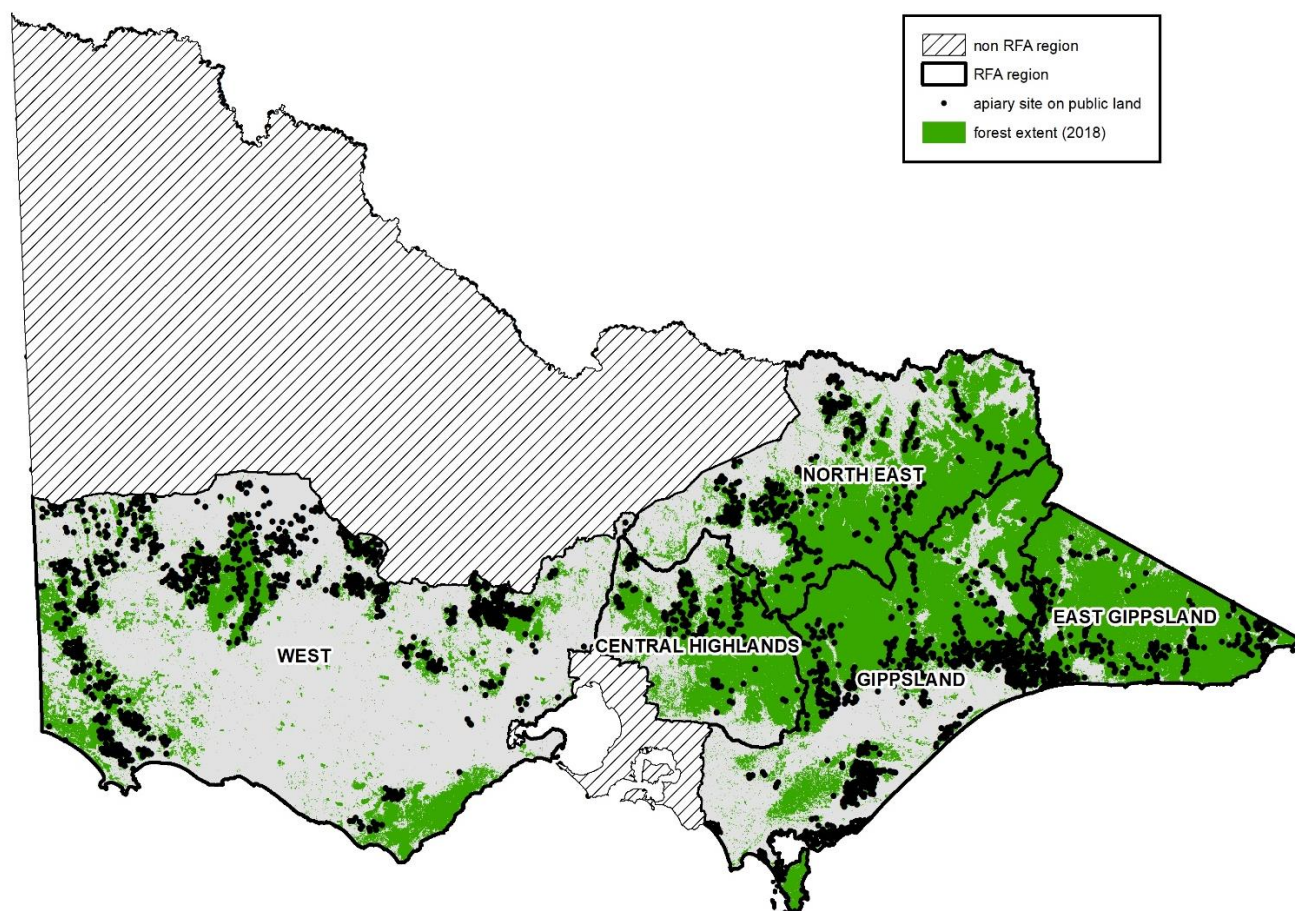 non RFA region
RFA region
apiary site on public land
forest extent (2018)
NORTH EAST
EAST GIPPSLAND
CENTRAL HIGHLANDS
WEST
GIPPSLAND